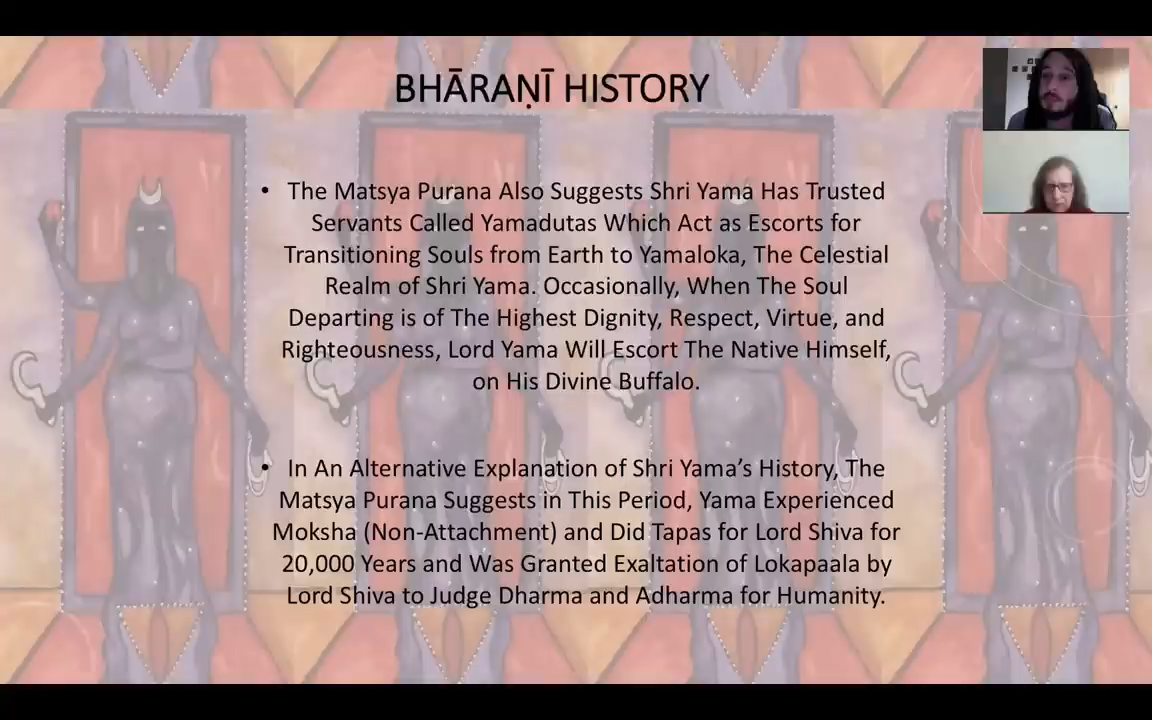 BHĀRAṆĪ HISTORY
• The Matsya Purana Also Suggests Shri Yama Has Trusted
Servants Called Yamadutas Which Act as Escorts for
Transitioning Souls from Earth to Yamaloka, The Celestial
Realm of Shri Yama. Occasionally, When The Soul
Departing is of The Highest Dignity, Respect, Virtue, and
Righteousness, Lord Yama Will Escort The Native Himself,
on His Divine Buffalo.
• In An Alternative Explanation of Shri Yama’s History, The
Matsya Purana Suggests in This Period, Yama Experienced
Moksha (Non-Attachment) and Did Tapas for Lord Shiva for
20,000 Years and Was Granted Exaltation of Lokapaala by
Lord Shiva to Judge Dharma and Adharma for Humanity.